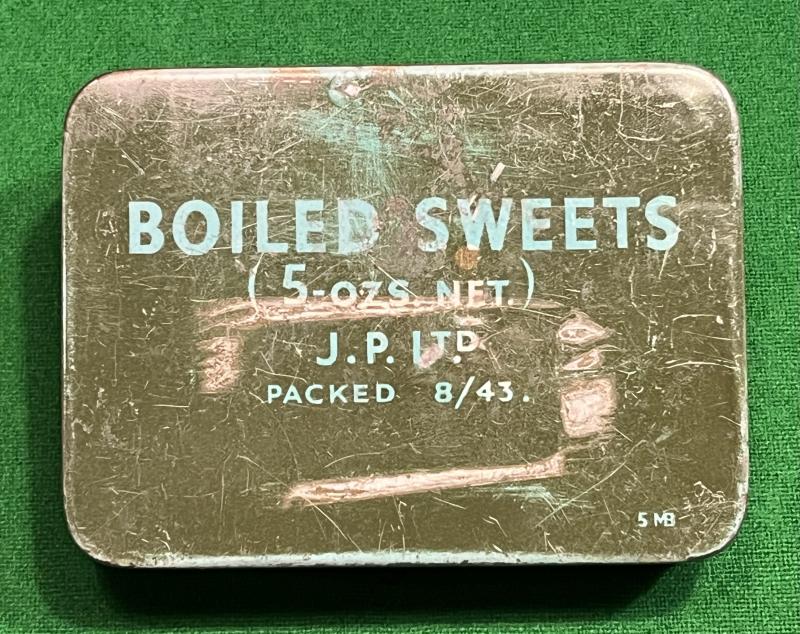 BOILED SWEETS
(5-OZS. NET.)
J.P. LTD
PACKED 8/43.
5 MB